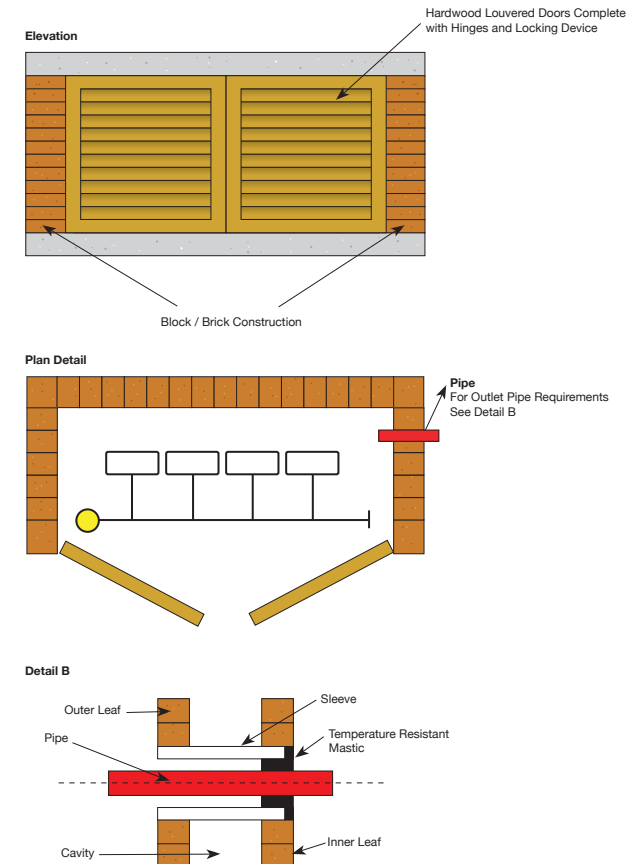 Hardwood Louvered Doors Complete
with Hinges and Locking Device
Elevation
Block / Brick Construction
Plan Detail
Pipe
For Outlet Pipe Requirements
See Detail B
Detail B
Sleeve
Outer Leaf
Temperature Resistant
Mastic
Pipe
Inner Leaf
Cavity